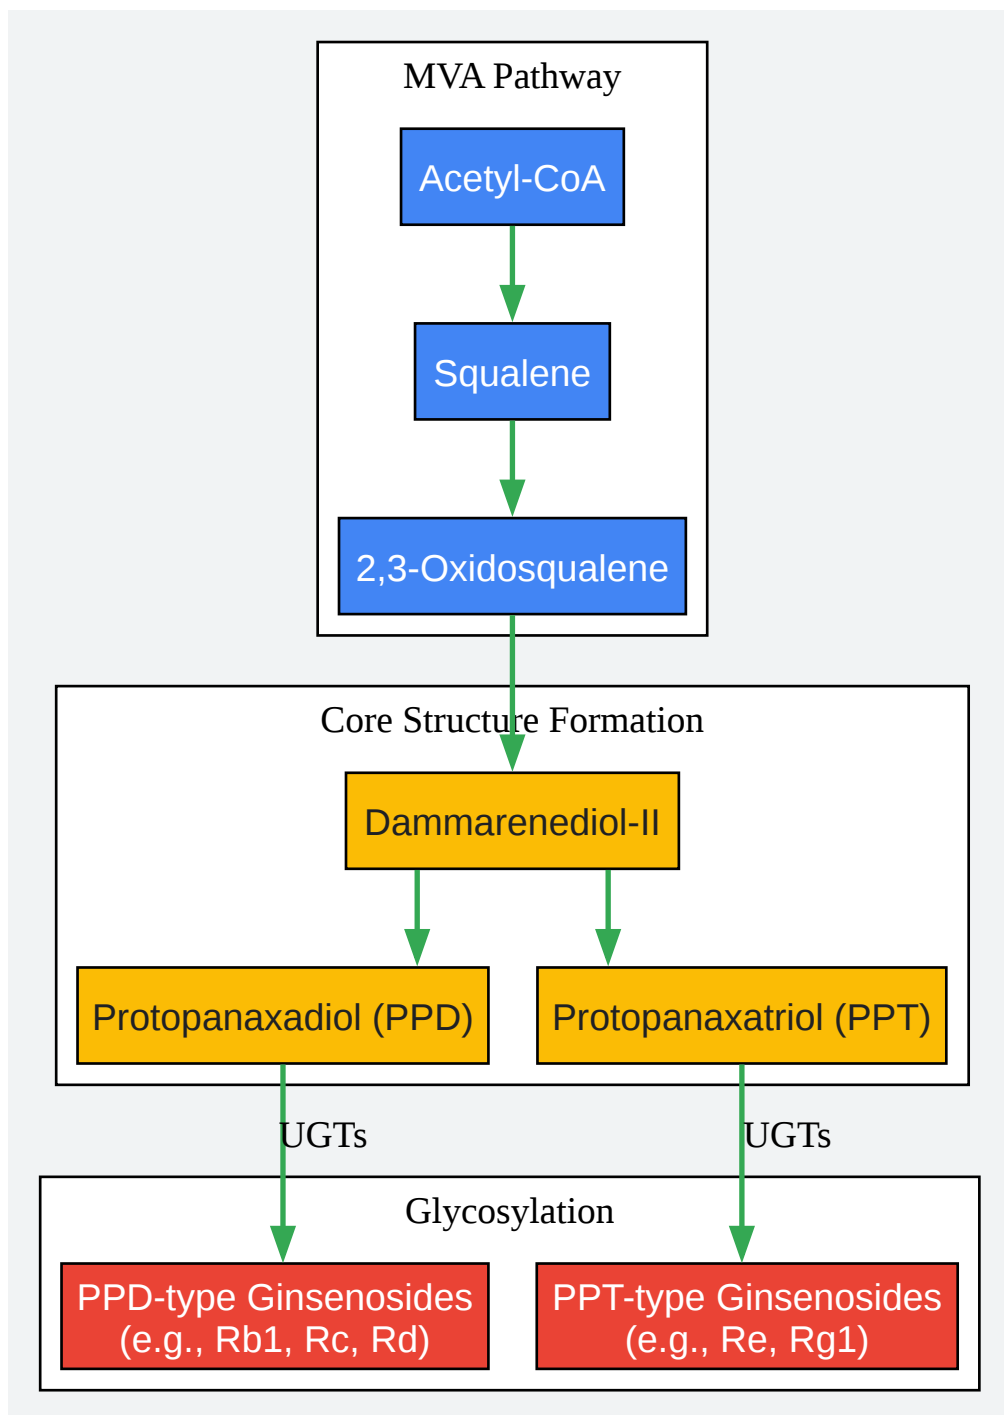 MVA Pathway
Acetyl-CoA
Squalene
2,3-Oxidosqualene
Core Structure Formation
Dammarenediol-II
Protopanaxadiol (PPD)
Protopanaxatriol (PPT)
UGTs
UGTs
Glycosylation
PPD-type Ginsenosides
(e.g., Rb1, Rc, Rd)
PPT-type Ginsenosides
(e.g., Re, Rg1)